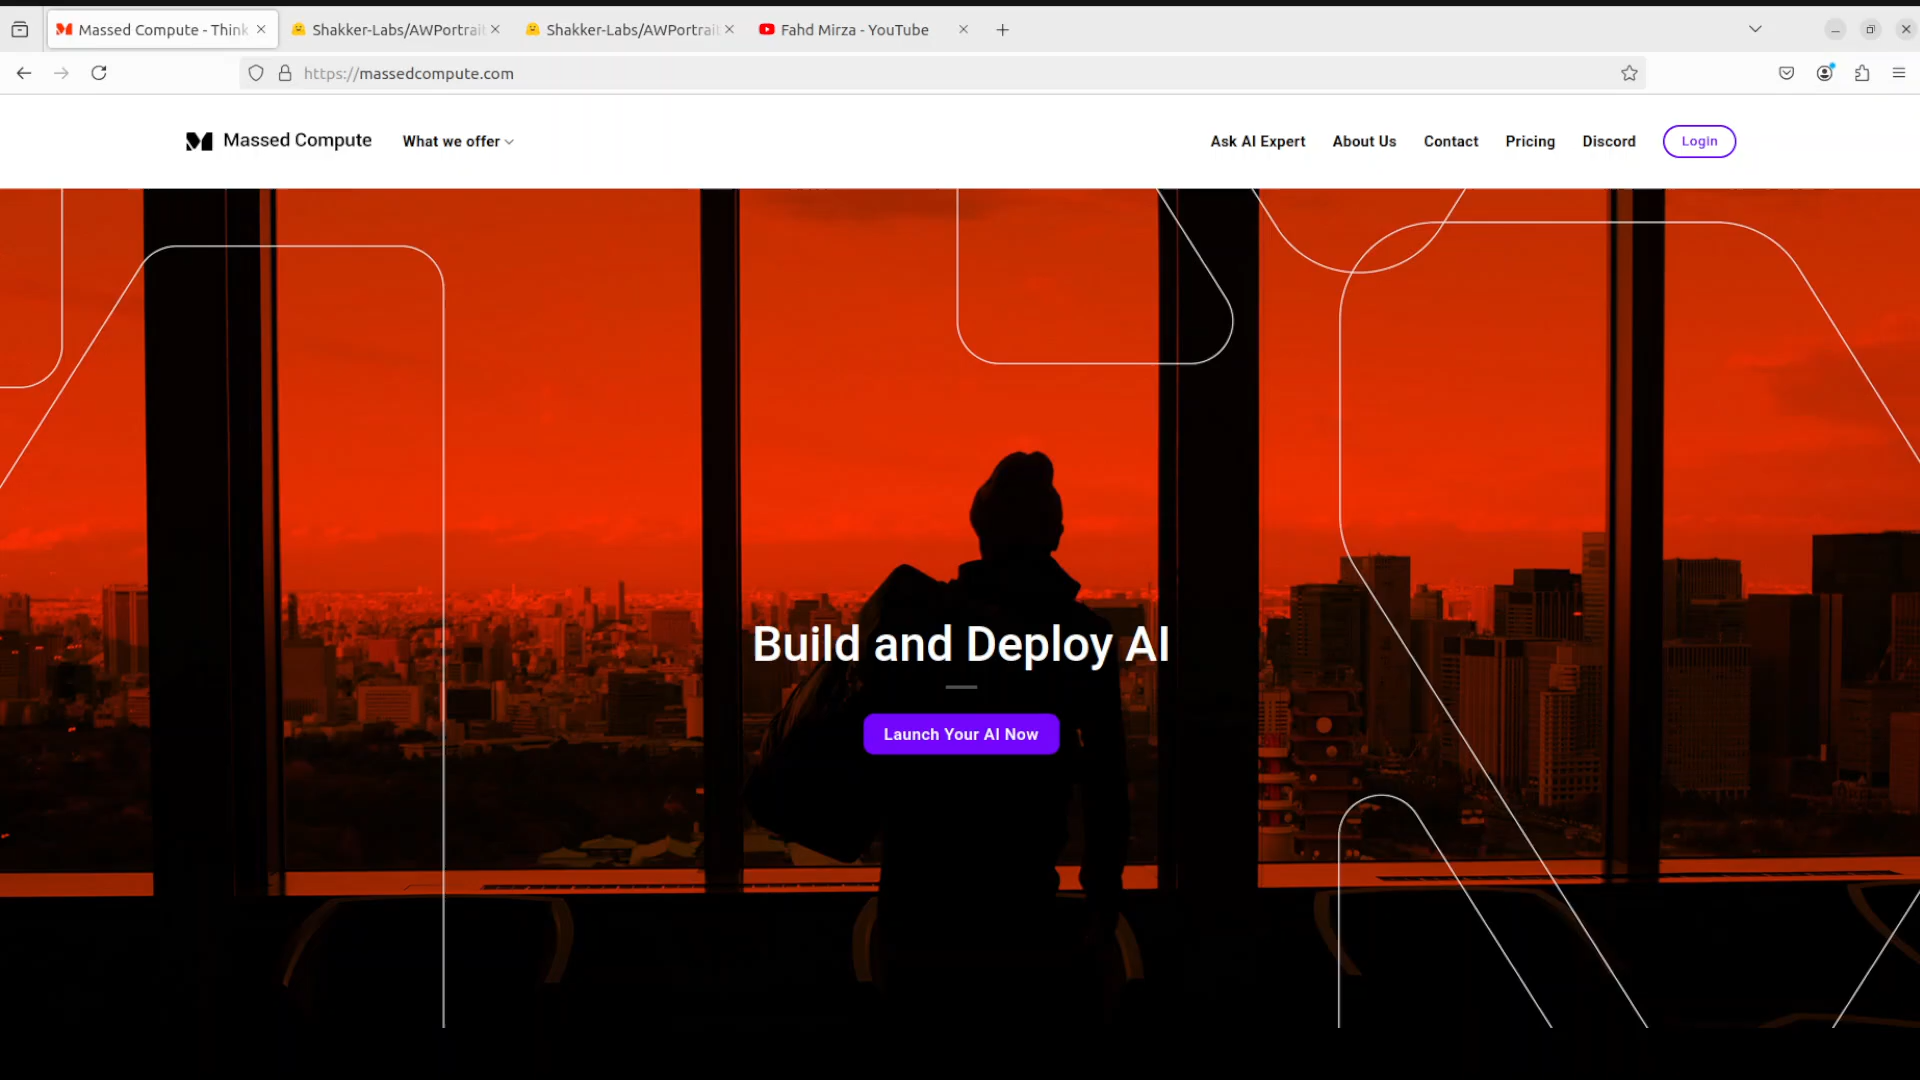 Massed Compute - Think
Shakker-Labs/AWPortrait
Shakker-Labs/AWPortrai
Fahd Mirza - YouTube
https://massedcompute.com
Massed Compute
What we offer
Ask AI Expert
About Us
Contact
Pricing
Discord
Login
Build and Deploy AI
Launch Your AI Now